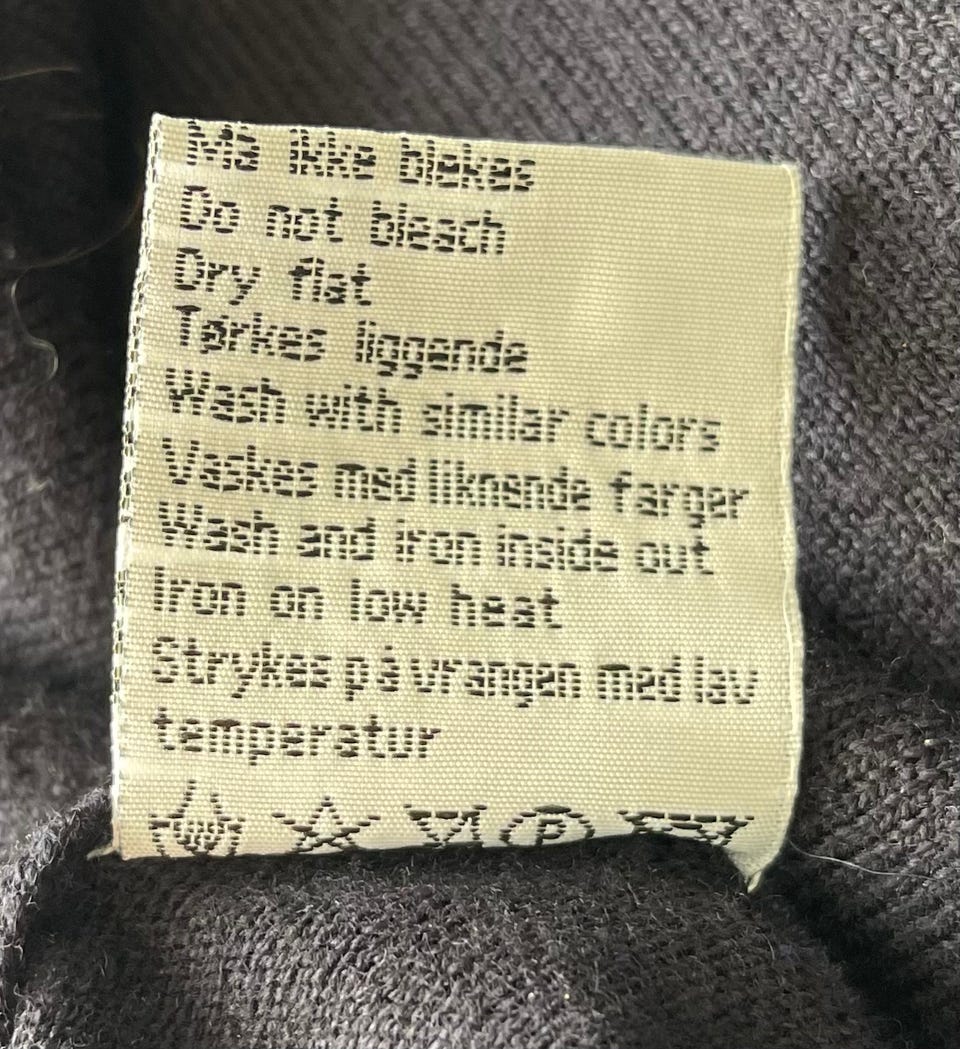 Må ikke blekes
Do not bleach
Dry flat
Tørkes liggende
Wash with similar colors
Vaskes med liknende farger
Wash and iron inside out
Iron on low heat
Strykes på vrangen med lav
temperatur
P